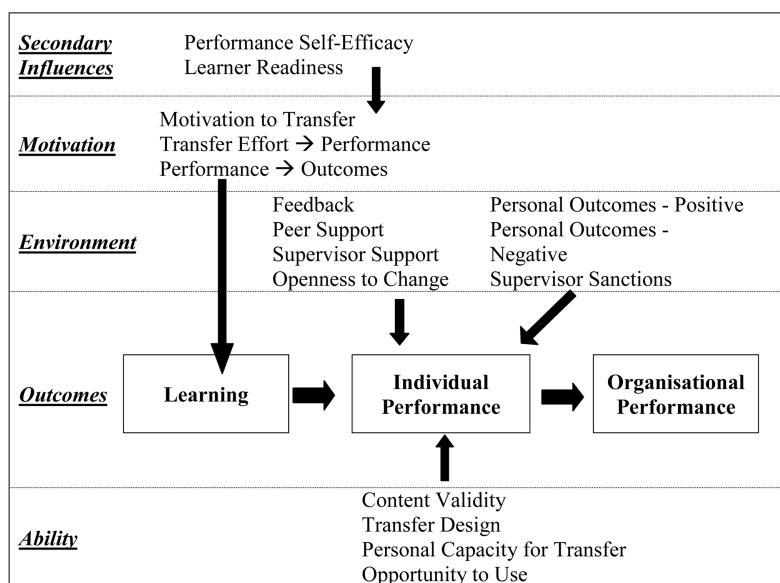 Secondary
Influences
Performance Self-Efficacy
Learner Readiness
Motivation
Motivation to Transfer
Transfer Effort → Performance
Performance → Outcomes
Environment
Feedback
Peer Support
Supervisor Support
Openness to Change
Personal Outcomes - Positive
Personal Outcomes -
Negative
Supervisor Sanctions
Outcomes
Learning
Individual
Performance
Organisational
Performance
Ability
Content Validity
Transfer Design
Personal Capacity for Transfer
Opportunity to Use